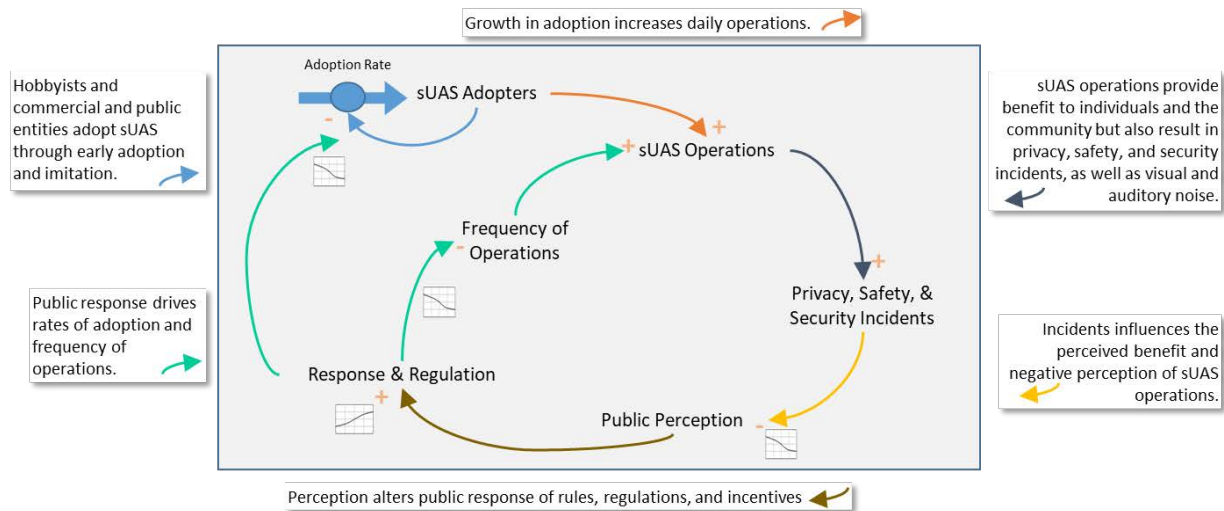 Growth in adoption increases daily operations.
Hobbyists and
commercial and public
entities adopt sUAS
through early adoption
and imitation.
Adoption Rate
sUAS Adopters
-
+
+
sUAS Operations
sUAS operations provide
benefit to individuals and the
community but also result in
privacy, safety, and security
incidents, as well as visual and
auditory noise.
Frequency of
Operations
-
+
Privacy, Safety, &
Security Incidents
Public response drives
rates of adoption and
frequency of
operations.
Response & Regulation
+
Public Perception
-
Incidents influences the
perceived benefit and
negative perception of sUAS
operations.
Perception alters public response of rules, regulations, and incentives